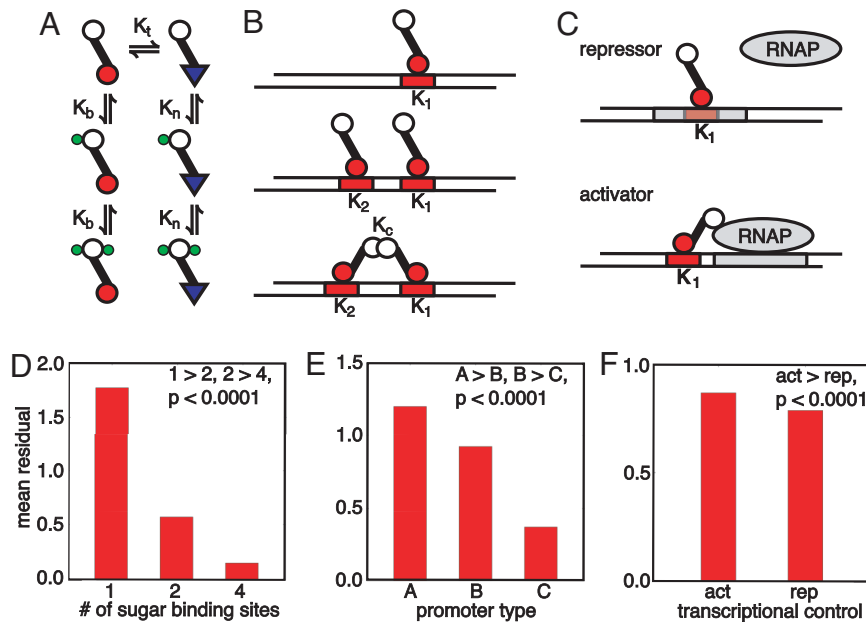 A
K_t
K_b
K_n
K_b
K_n
B
K_1
K_2
K_1
K_c
K_2
K_1
C
repressor
RNAP
K_1
activator
RNAP
K_1
D
mean residual
2.0
1.5
1.0
0.5
0.0
1 > 2, 2 > 4,
p < 0.0001
1 2 4
# of sugar binding sites
E
1.5
1.0
0.5
0.0
A > B, B > C,
p < 0.0001
A B C
promoter type
F
1.0
0.5
0.0
act > rep,
p < 0.0001
act rep
transcriptional control